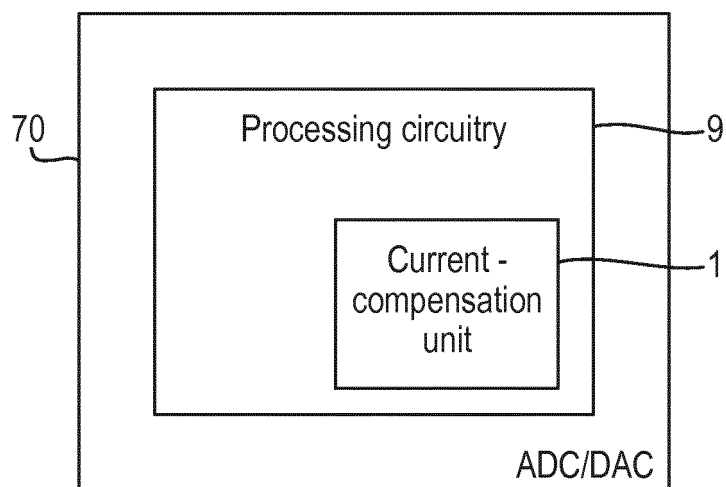 Processing circuitry
70
9
Current -
compensation
unit
1
ADC/DAC